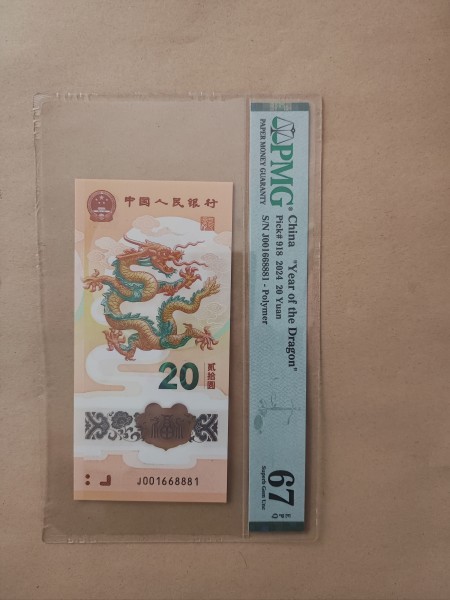 中国人民银行
20
贰拾圆
J001668881
PMG
PAPER MONEY GUARANTY
China "Year of the Dragon"
Pick# 918 2024 20 Yuan
S/N J001668881 - Polymer
67 EPQ
Superb Gem Unc